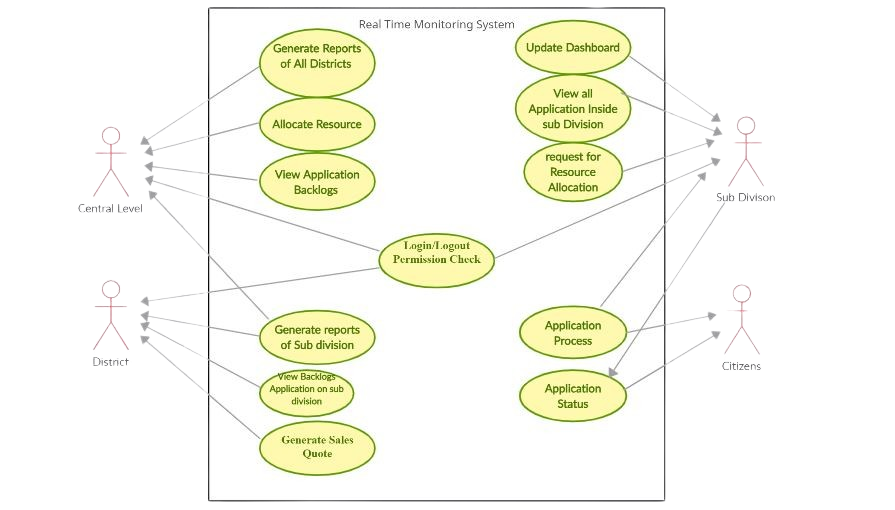 Real Time Monitoring System
Generate Reports
of All Districts
Allocate Resource
View Application
Backlogs
Update Dashboard
View all
Application Inside
sub Division
request for
Resource
Allocation
Central Level
Sub Divison
Login/Logout
Permission Check
District
Generate reports
of Sub division
View Backlogs
Application on sub
division
Generate Sales
Quote
Application
Process
Application
Status
Citizens